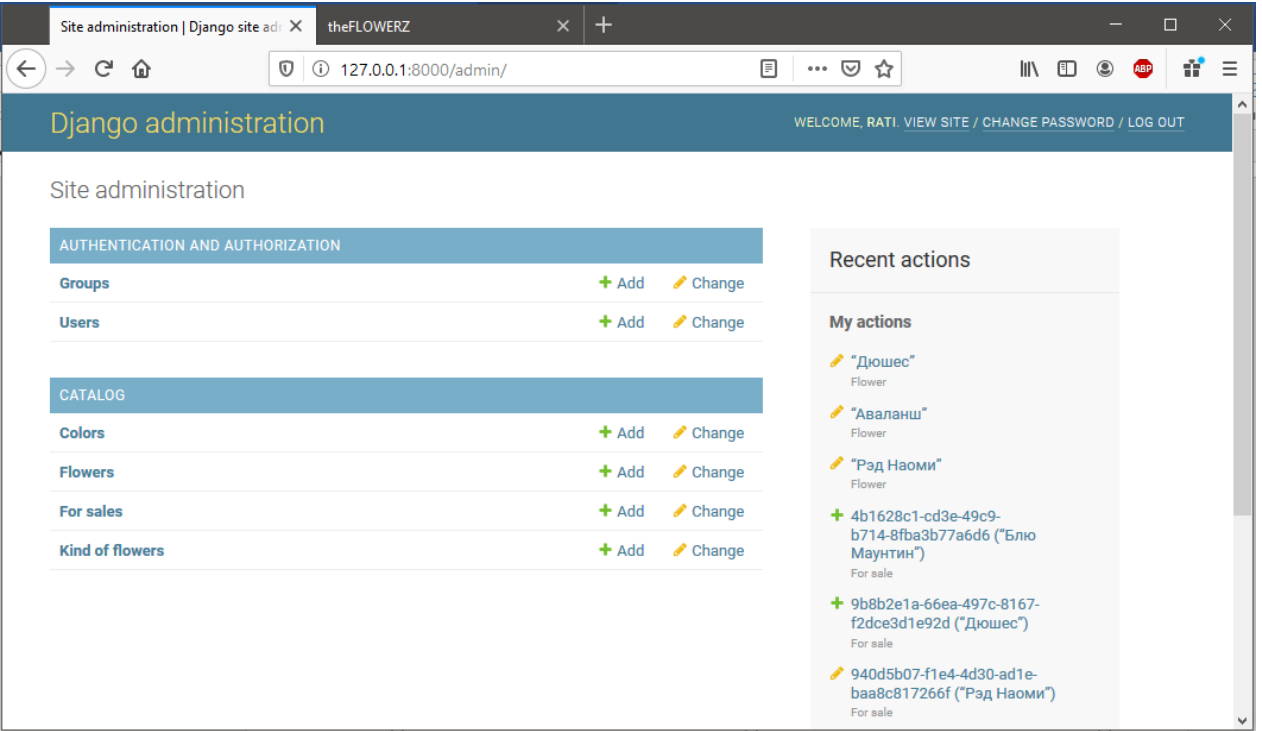 Site administration | Django site adr
theFLOWERZ
127.0.0.1:8000/admin/
ABP
Django administration
WELCOME, RATI. VIEW SITE / CHANGE PASSWORD / LOG OUT
Site administration
AUTHENTICATION AND AUTHORIZATION
Groups Add Change
Users Add Change
CATALOG
Colors Add Change
Flowers Add Change
For sales Add Change
Kind of flowers Add Change
Recent actions
My actions
“Дюшес”
Flower
“Аваланш”
Flower
“Рэд Наоми”
Flower
4b1628c1-cd3e-49c9-
b714-8fba3b77a6d6 (“Блю
Маунтин”)
For sale
9b8b2e1a-66ea-497c-8167-
f2dce3d1e92d (“Дюшес”)
For sale
940d5b07-f1e4-4d30-ad1e-
baa8c817266f (“Рэд Наоми”)
For sale